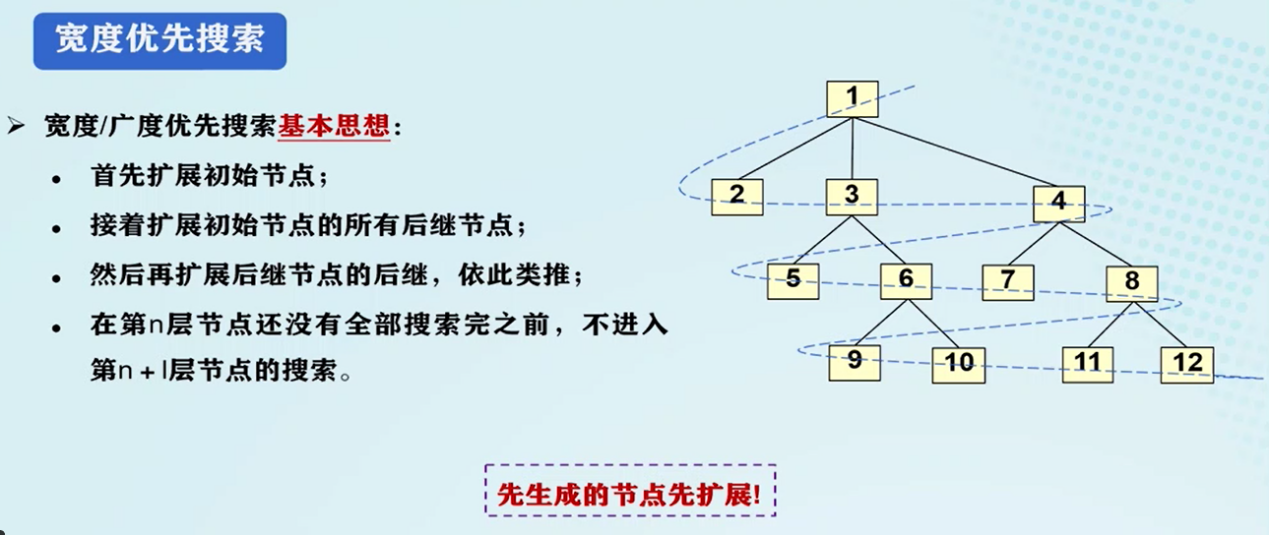 宽度优先搜索
➢ 宽度/广度优先搜索基本思想：
• 首先扩展初始节点；
• 接着扩展初始节点的所有后继节点；
• 然后再扩展后继节点的后继，依此类推；
• 在第n层节点还没有全部搜索完之前，不进入
第n+1层节点的搜索。
1
2 3 4
5 6 7 8
9 10 11 12
先生成的节点先扩展!